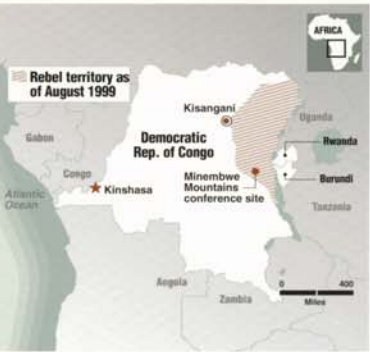 AFRICA
Rebel territory as
of August 1999
Kisangani
Uganda
Gabon
Democratic
Rep. of Congo
Rwanda
Congo
Minembwe
Mountains
conference site
Burundi
Atlantic
Ocean
Kinshasa
Tanzania
Angola
Zambia
0 400
Miles